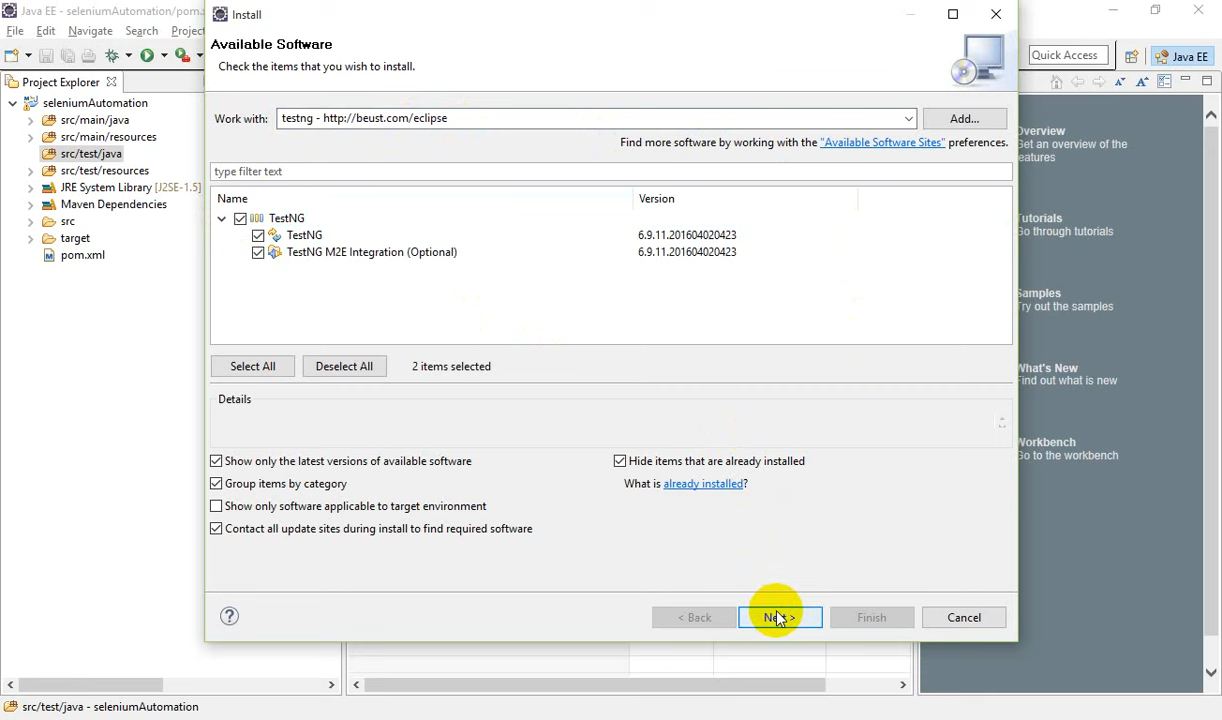 Java EE - seleniumAutomation/pom.
File Edit Navigate Search Projec
Quick Access
Java EE
Project Explorer
seleniumAutomation
src/main/java
src/main/resources
src/test/java
src/test/resources
JRE System Library [J2SE-1.5]
Maven Dependencies
src
target
pom.xml
Install
Available Software
Check the items that you wish to install.
Work with: testng - http://beust.com/eclipse Add...
Find more software by working with the "Available Software Sites" preferences.
type filter text
Name Version
TestNG
TestNG 6.9.11.201604020423
TestNG M2E Integration (Optional) 6.9.11.201604020423
Select All Deselect All 2 items selected
Details
Show only the latest versions of available software Hide items that are already installed
Group items by category What is already installed?
Show only software applicable to target environment
Contact all update sites during install to find required software
? < Back Next > Finish Cancel
Overview
Get an overview of the
features
Tutorials
Go through tutorials
Samples
Try out the samples
What's New
Find out what is new
Workbench
Go to the workbench
src/test/java - seleniumAutomation